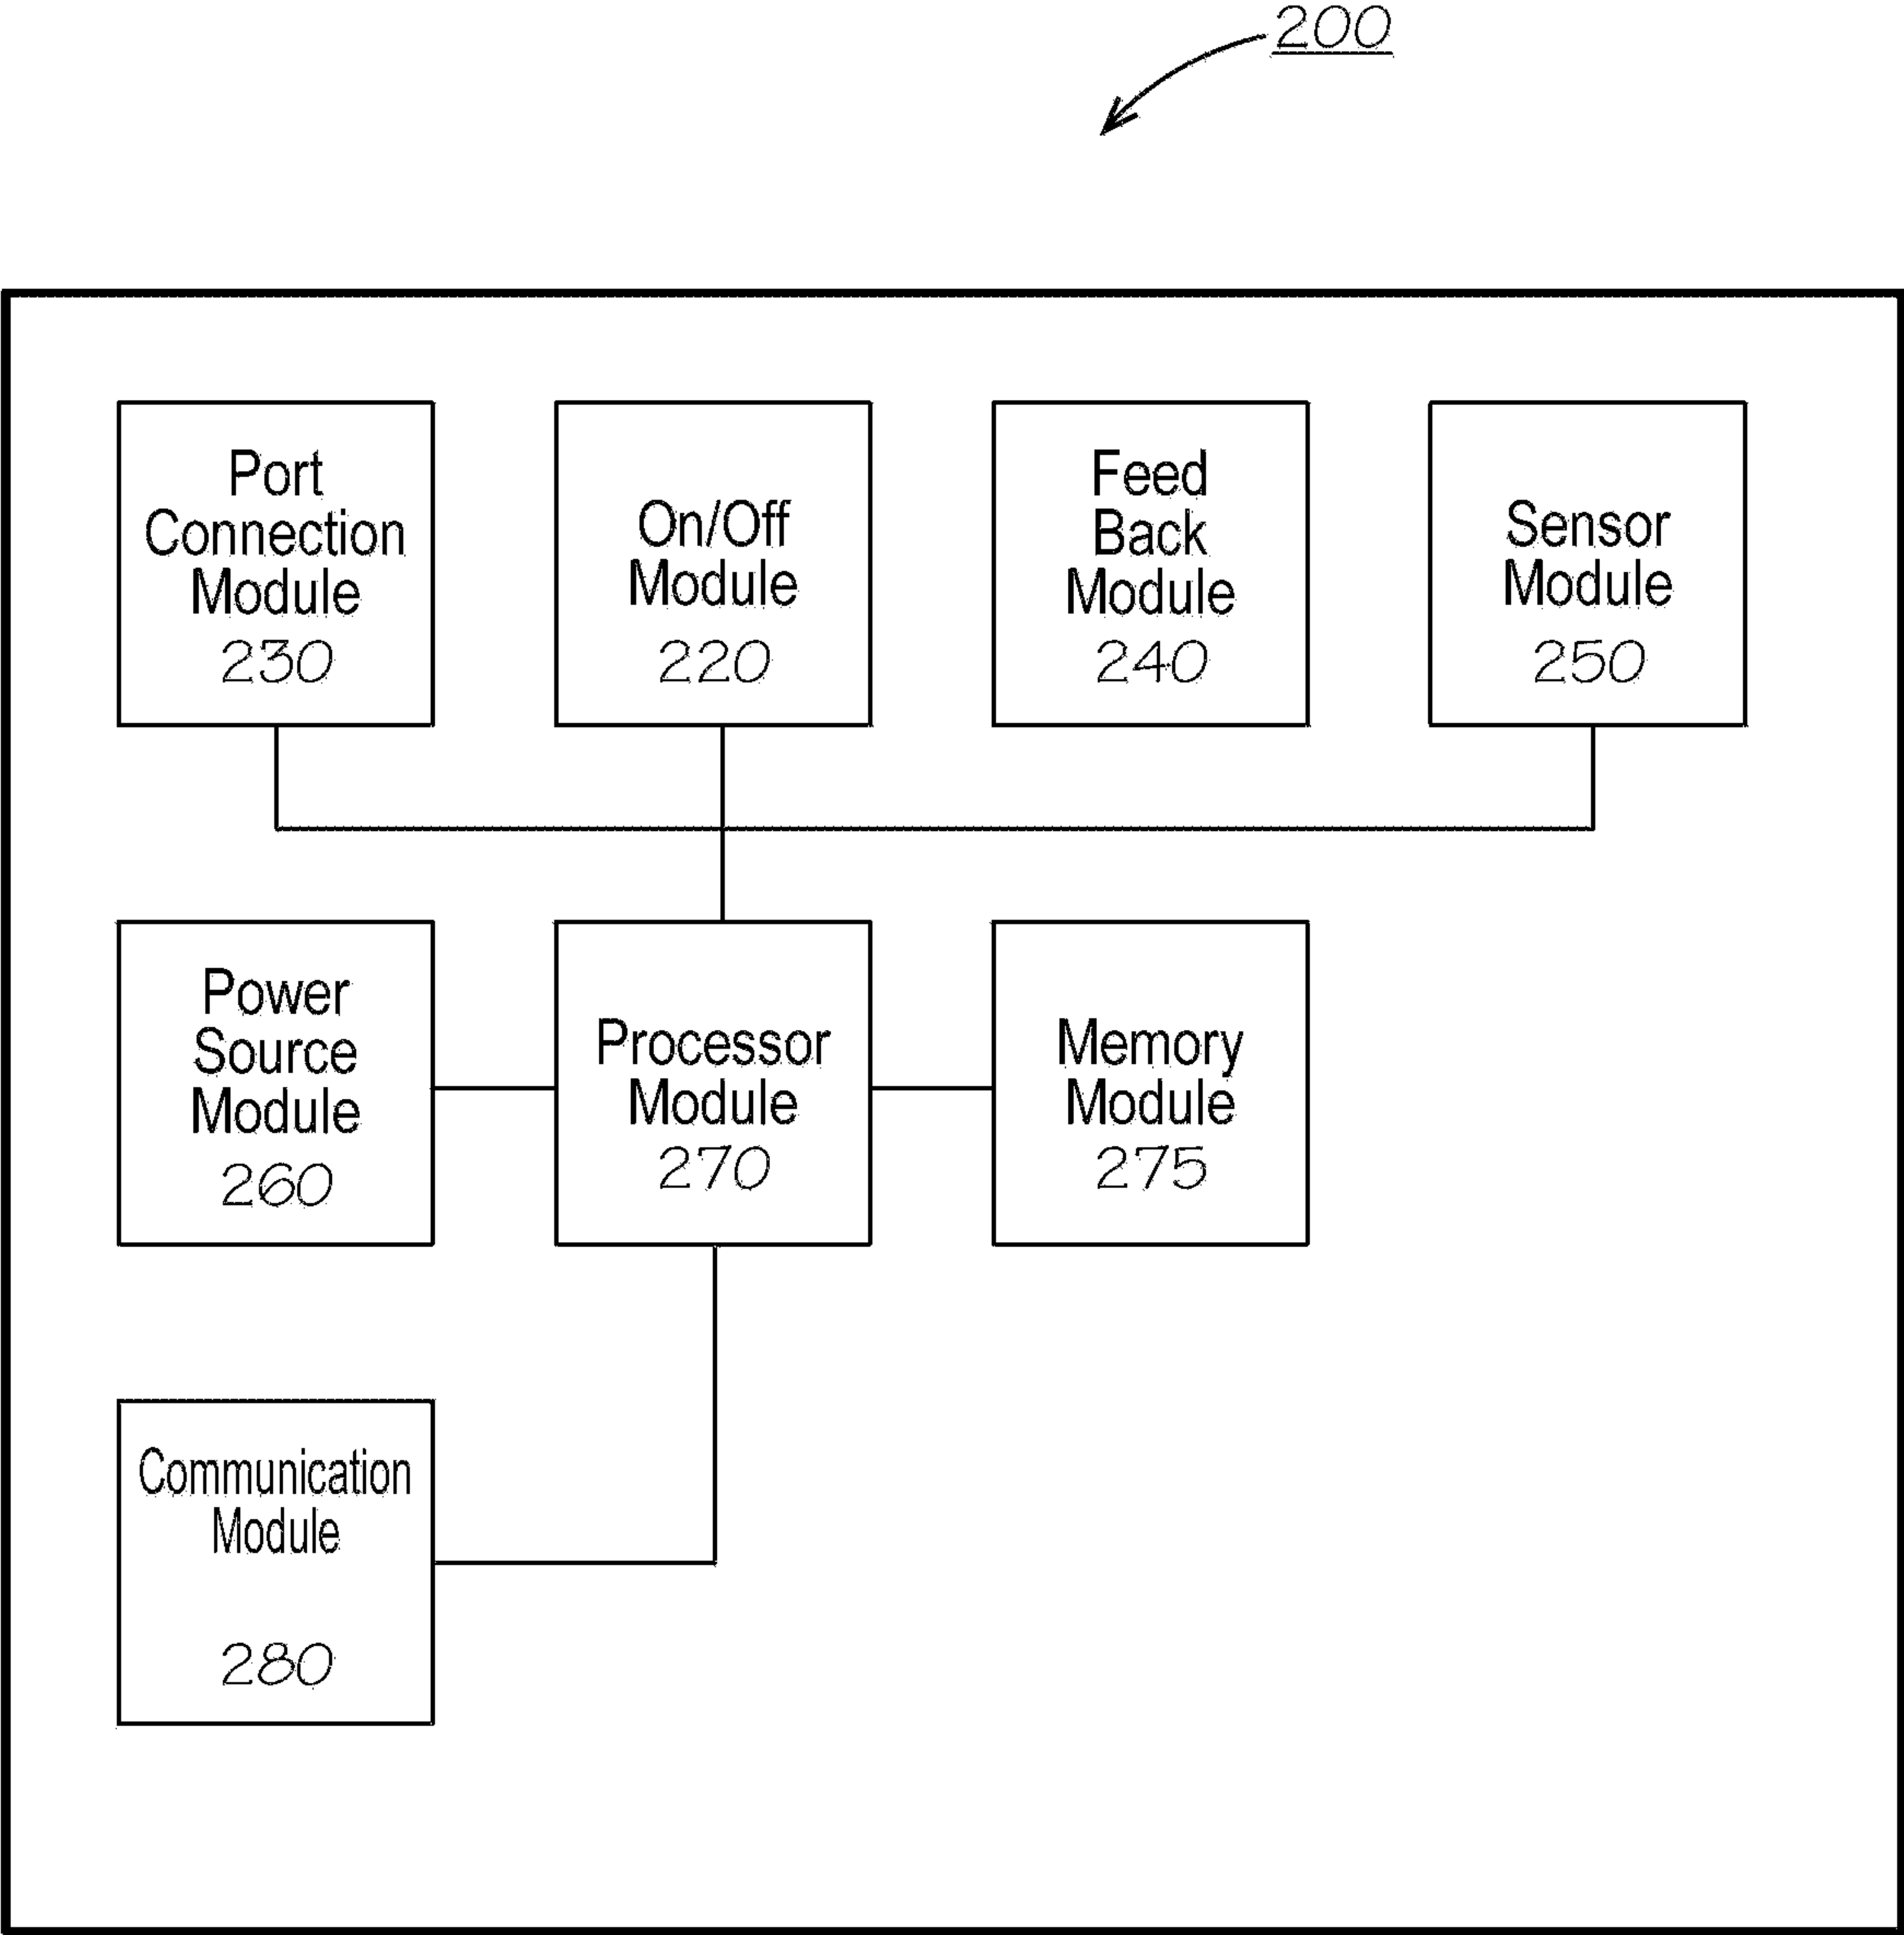 200
Port
Connection
Module
230
On/Off
Module
220
Feed
Back
Module
240
Sensor
Module
250
Power
Source
Module
260
Processor
Module
270
Memory
Module
275
Communication
Module
280